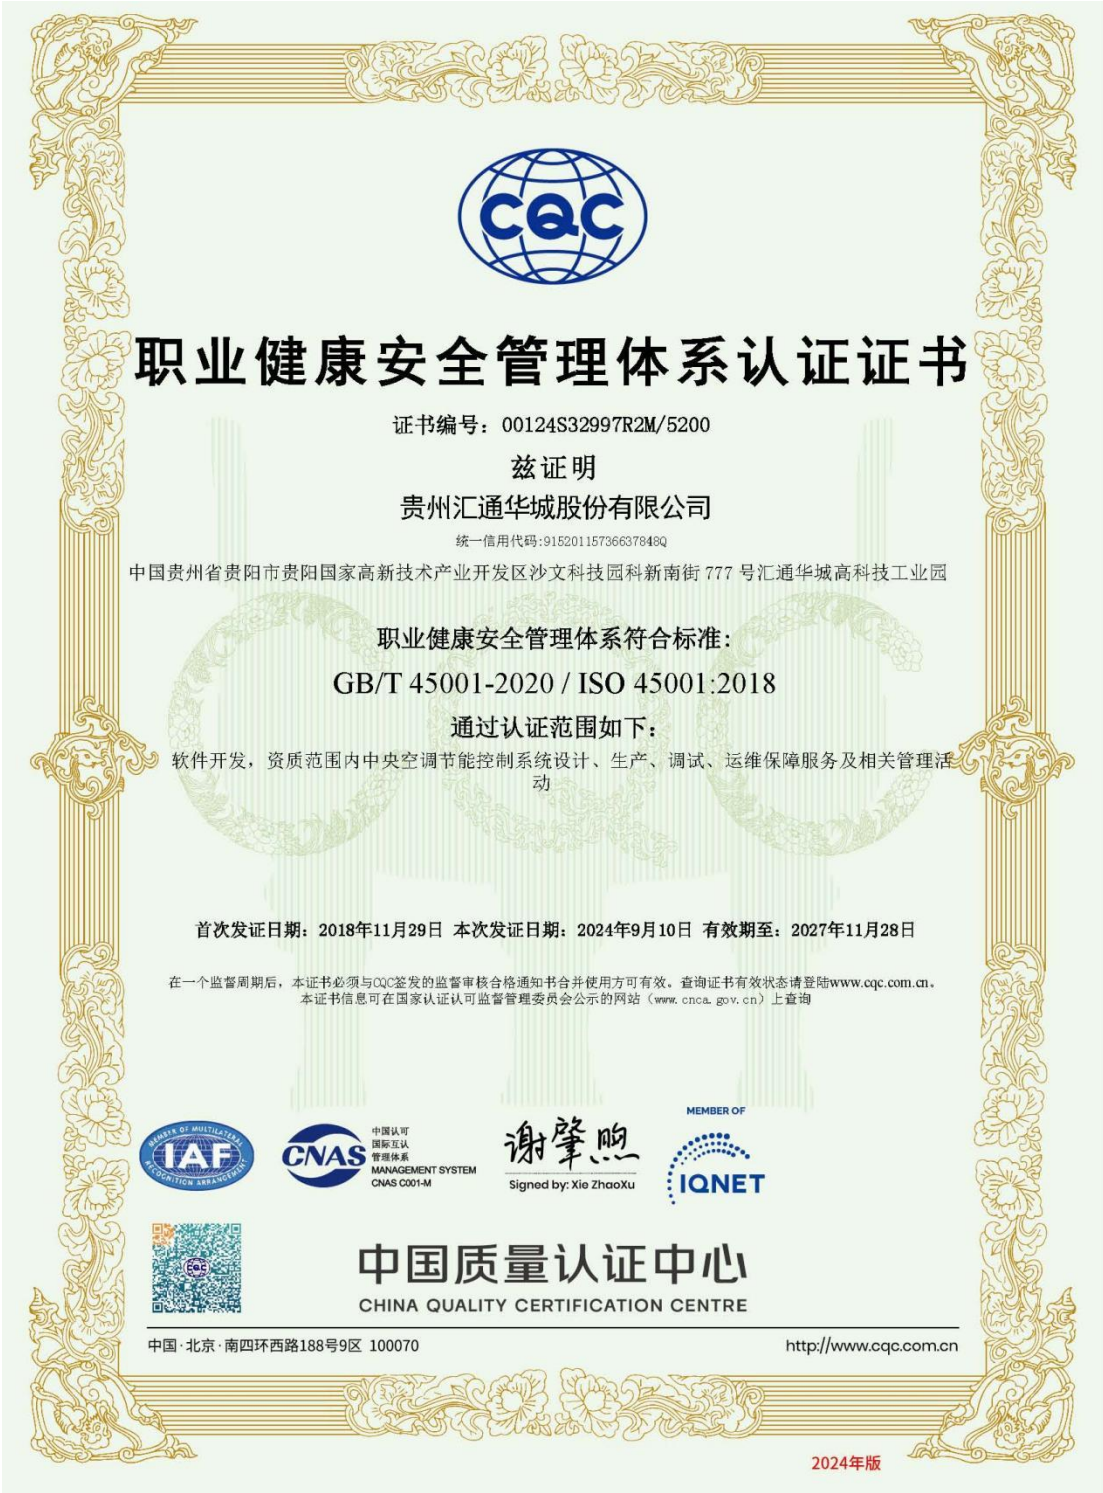 CQC
职业健康安全管理体系认证证书
证书编号：00124S32997R2M/5200
兹证明
贵州汇通华城股份有限公司
统一信用代码:91520115736637848Q
中国贵州省贵阳市贵阳国家高新技术产业开发区沙文科技园科新南街 777 号汇通华城高科技工业园
职业健康安全管理体系符合标准：
GB/T 45001-2020 / ISO 45001:2018
通过认证范围如下：
软件开发，资质范围内中央空调节能控制系统设计、生产、调试、运维保障服务及相关管理活
动
首次发证日期：2018年11月29日 本次发证日期：2024年9月10日 有效期至：2027年11月28日
在一个监督周期后，本证书必须与CQC签发的监督审核合格通知书合并使用方可有效。查询证书有效状态请登陆www.cqc.com.cn。
本证书信息可在国家认证认可监督管理委员会公示的网站（www.cnca.gov.cn）上查询
MEMBER OF MULTILATERAL
IAF
RECOGNITION ARRANGEMENT
CNAS
中国认可
国际互认
管理体系
MANAGEMENT SYSTEM
CNAS C001-M
谢肇煦
Signed by: Xie ZhaoXu
MEMBER OF
IQNET
CQC
中国质量认证中心
CHINA QUALITY CERTIFICATION CENTRE
中国·北京·南四环西路188号9区 100070
http://www.cqc.com.cn
2024年版